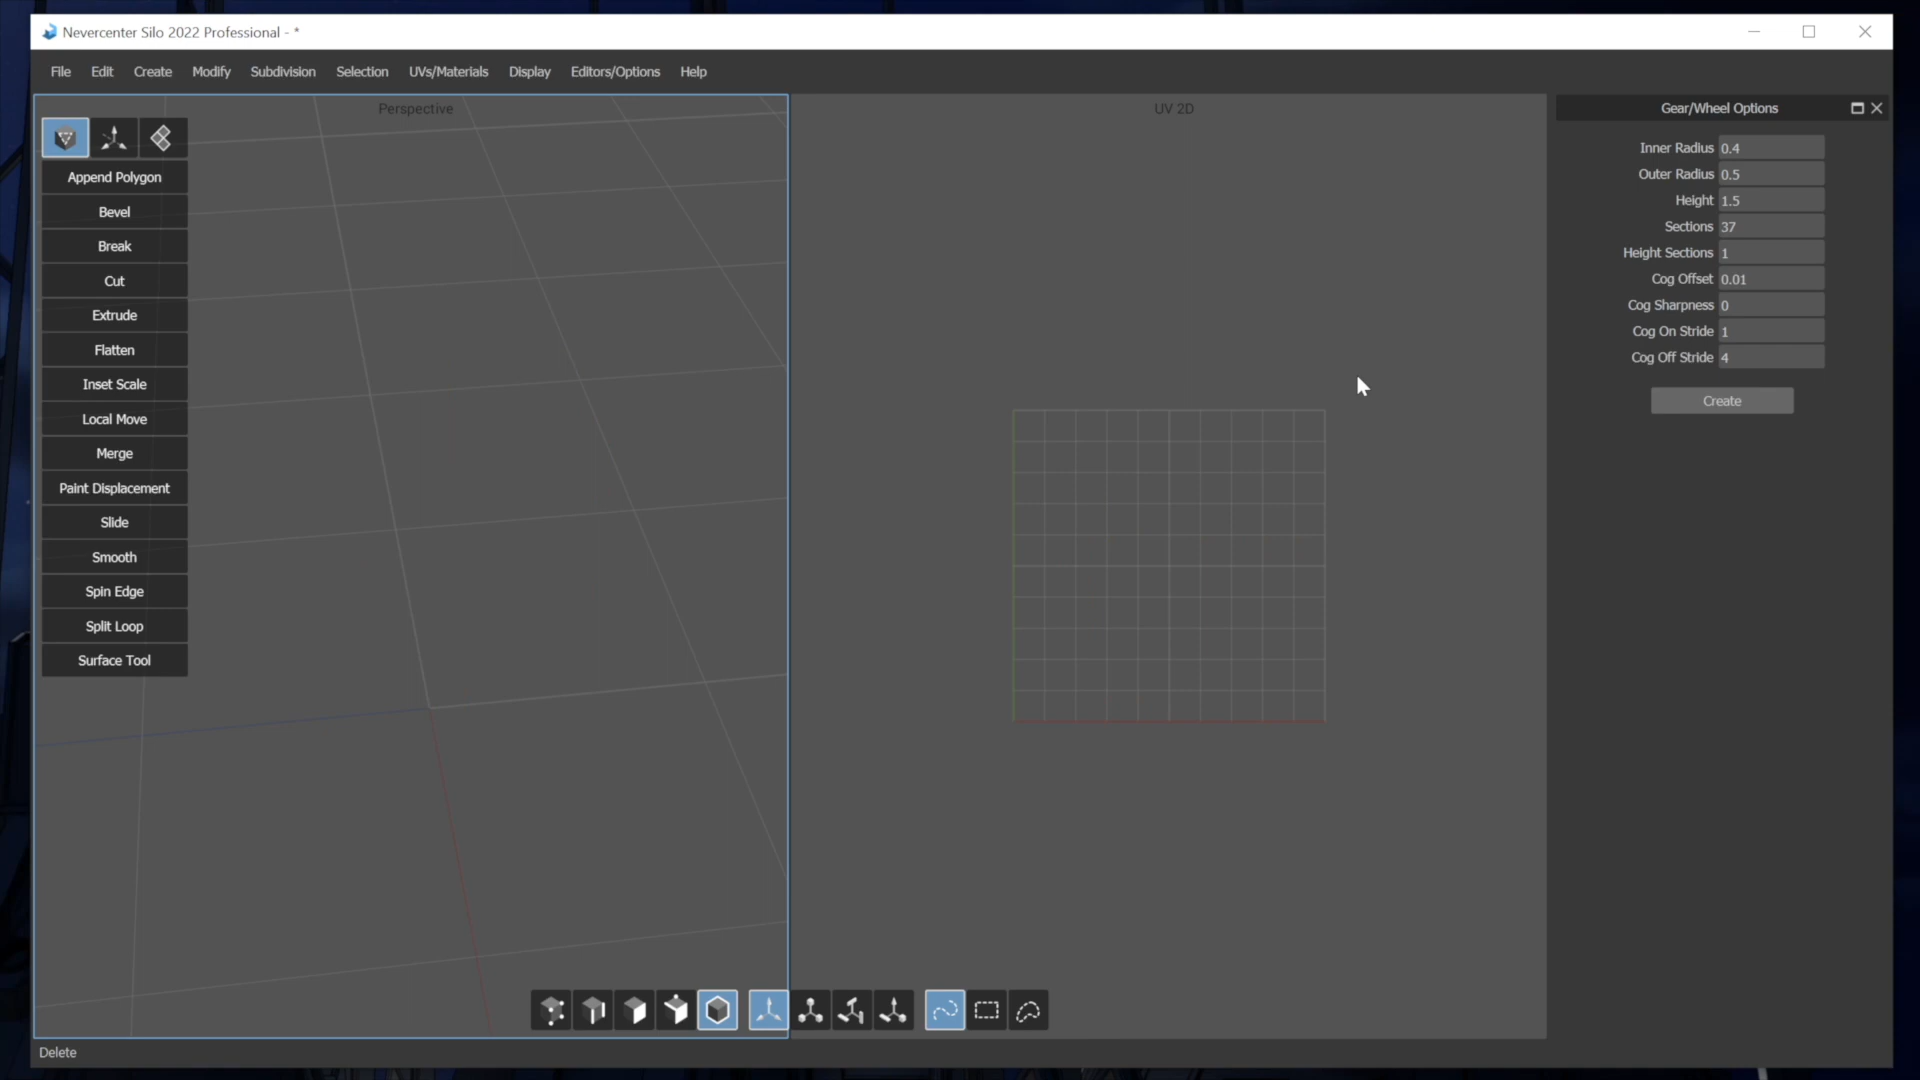 Nevercenter Silo 2022 Professional - *
File Edit Create Modify Subdivision Selection UVs/Materials Display Editors/Options Help
Perspective
UV 2D
Gear/Wheel Options
Append Polygon
Bevel
Break
Cut
Extrude
Flatten
Inset Scale
Local Move
Merge
Paint Displacement
Slide
Smooth
Spin Edge
Split Loop
Surface Tool
Inner Radius 0.4
Outer Radius 0.5
Height 1.5
Sections 37
Height Sections 1
Cog Offset 0.01
Cog Sharpness 0
Cog On Stride 1
Cog Off Stride 4
Create
Delete